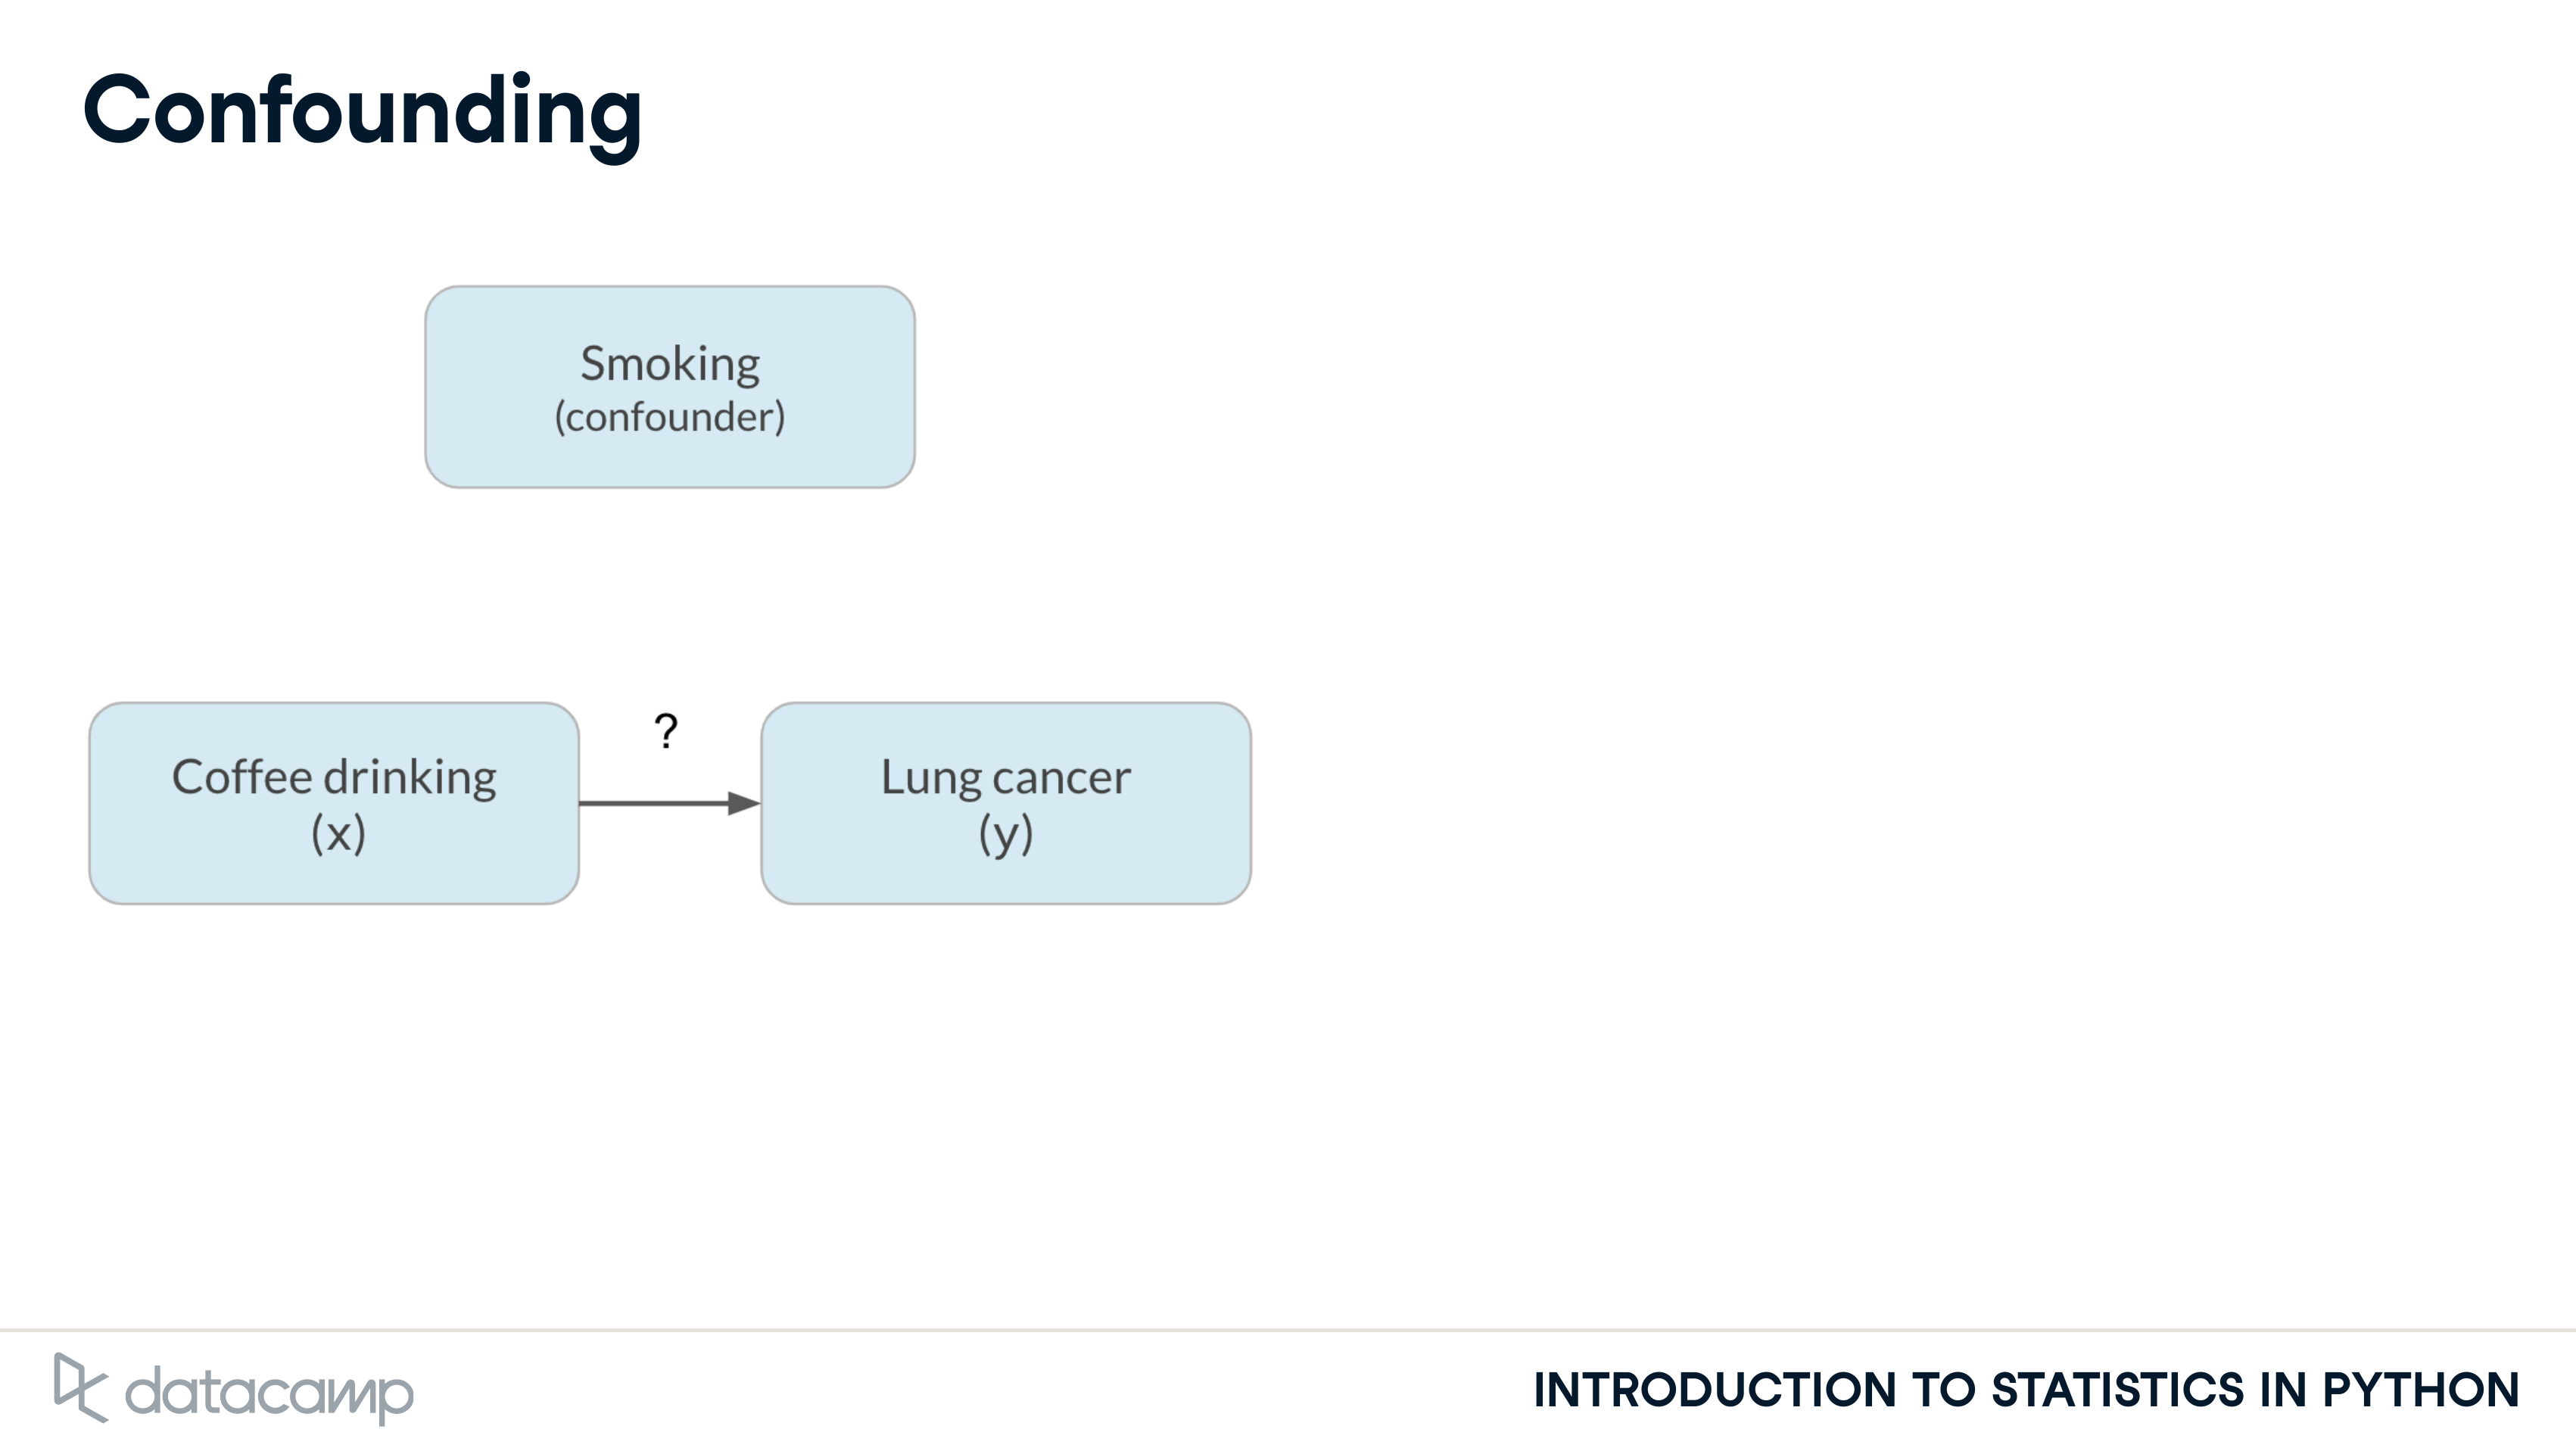 Confounding
Smoking
(confounder)
?
Coffee drinking
(x)
Lung cancer
(y)
datacamp
INTRODUCTION TO STATISTICS IN PYTHON